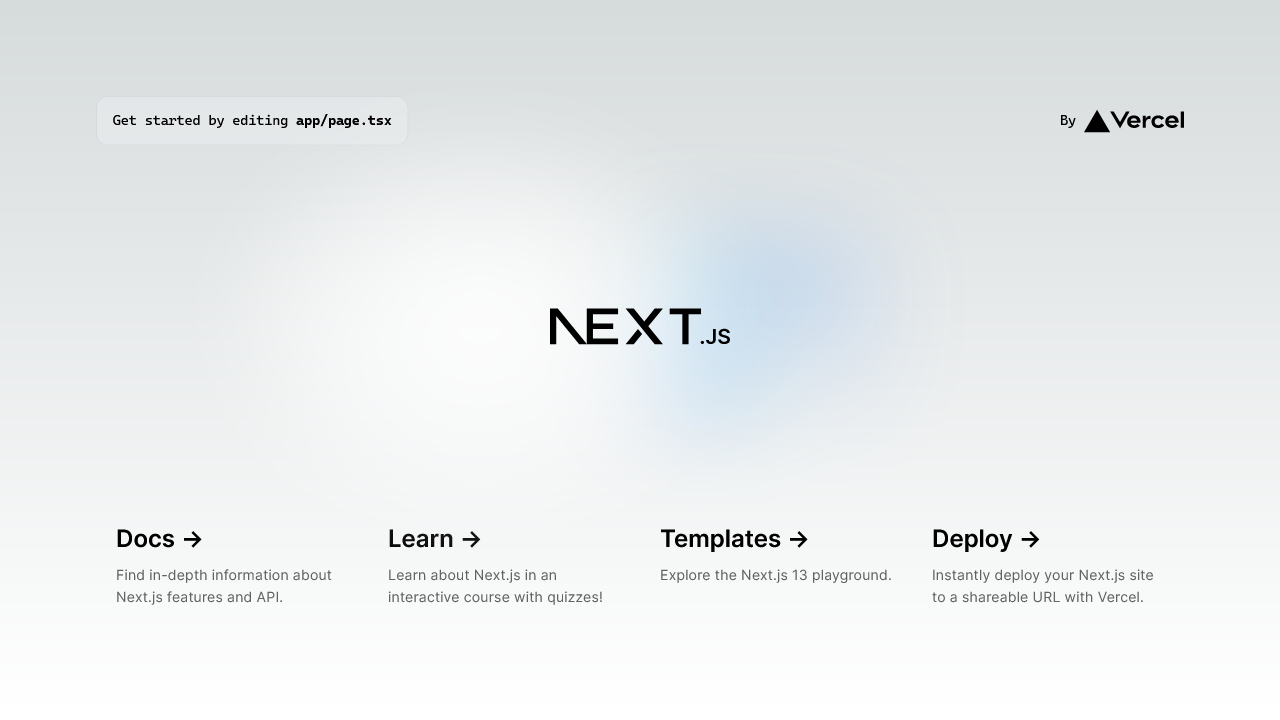 Get started by editing app/page.tsx
By Vercel
NEXT.JS
Docs →
Find in-depth information about
Next.js features and API.
Learn →
Learn about Next.js in an
interactive course with quizzes!
Templates →
Explore the Next.js 13 playground.
Deploy →
Instantly deploy your Next.js site
to a shareable URL with Vercel.